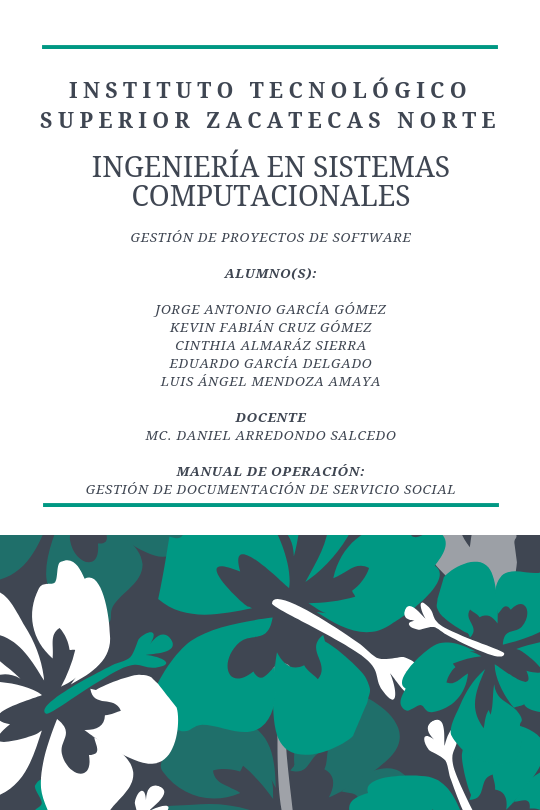 INSTITUTO TECNOLÓGICO
SUPERIOR ZACATECAS NORTE
INGENIERÍA EN SISTEMAS
COMPUTACIONALES
GESTIÓN DE PROYECTOS DE SOFTWARE
ALUMNO(S):
JORGE ANTONIO GARCÍA GÓMEZ
KEVIN FABIÁN CRUZ GÓMEZ
CINTHIA ALMARÁZ SIERRA
EDUARDO GARCÍA DELGADO
LUIS ÁNGEL MENDOZA AMAYA
DOCENTE
MC. DANIEL ARREDONDO SALCEDO
MANUAL DE OPERACIÓN:
GESTIÓN DE DOCUMENTACIÓN DE SERVICIO SOCIAL